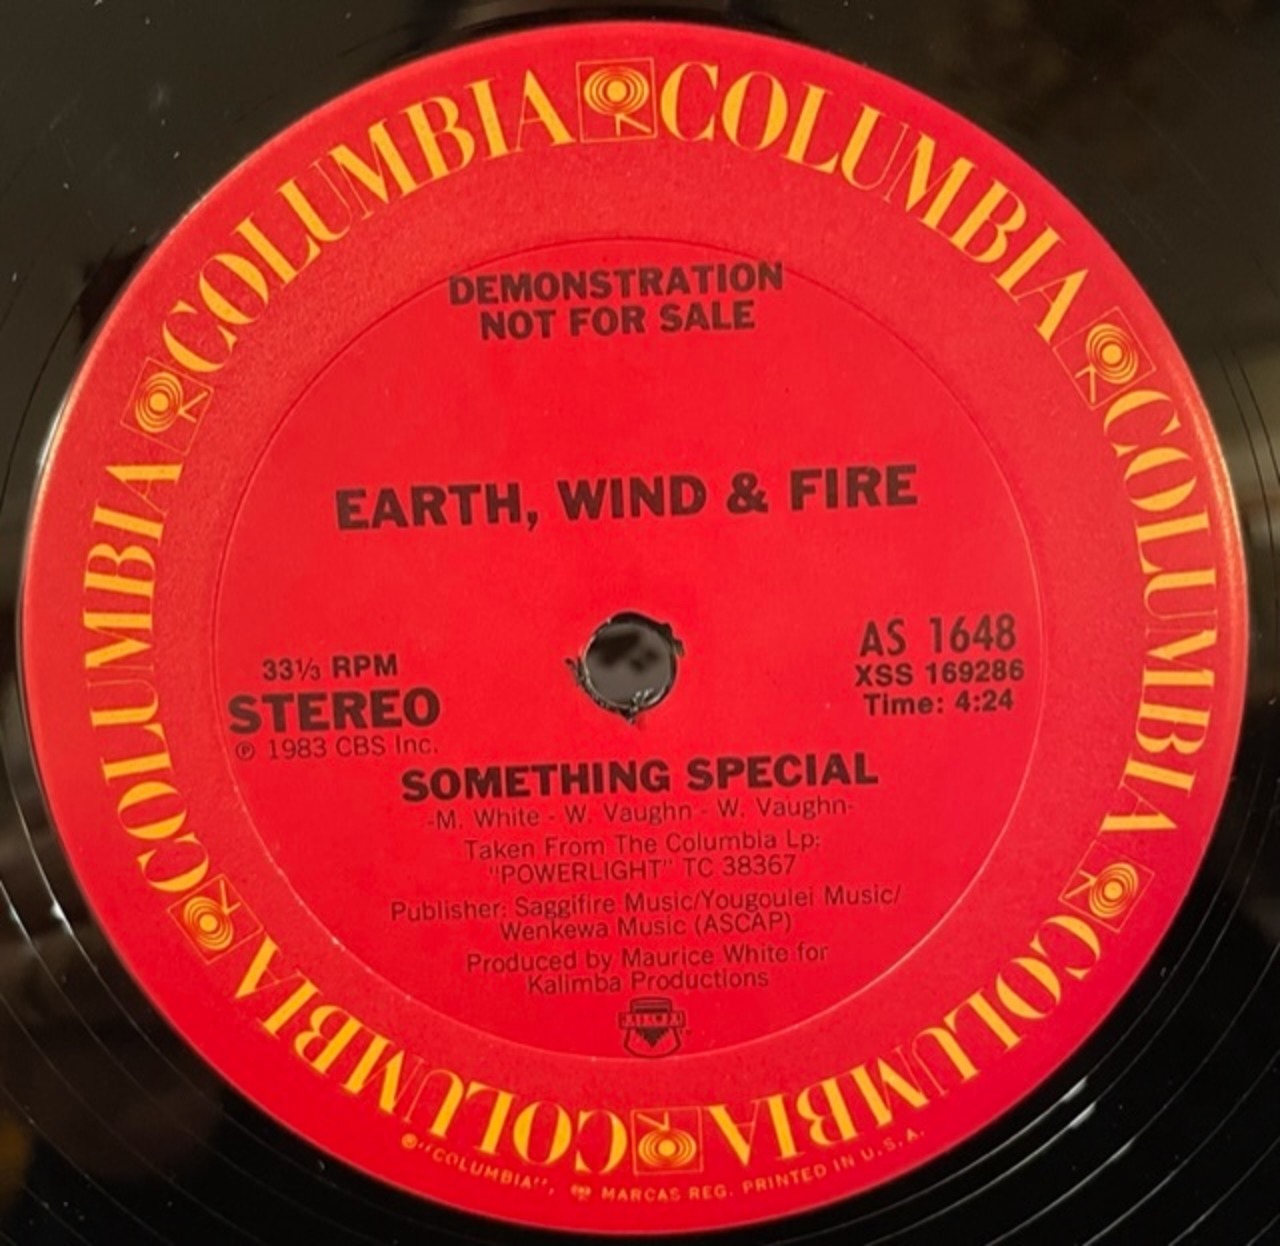 COLUMBIA COLUMBIA COLUMBIA COLUMBIA COLUMBIA COLUMBIA
DEMONSTRATION
NOT FOR SALE
EARTH, WIND & FIRE
33⅓ RPM
STEREO
℗ 1983 CBS Inc.
AS 1648
XSS 169286
Time: 4:24
SOMETHING SPECIAL
-M. White - W. Vaughn - W. Vaughn-
Taken From The Columbia Lp:
"POWERLIGHT" TC 38367
Publisher: Saggifire Music/Yougoulei Music/
Wenkewa Music (ASCAP)
Produced by Maurice White for
Kalimba Productions
®"COLUMBIA", MARCAS REG. PRINTED IN U.S.A.